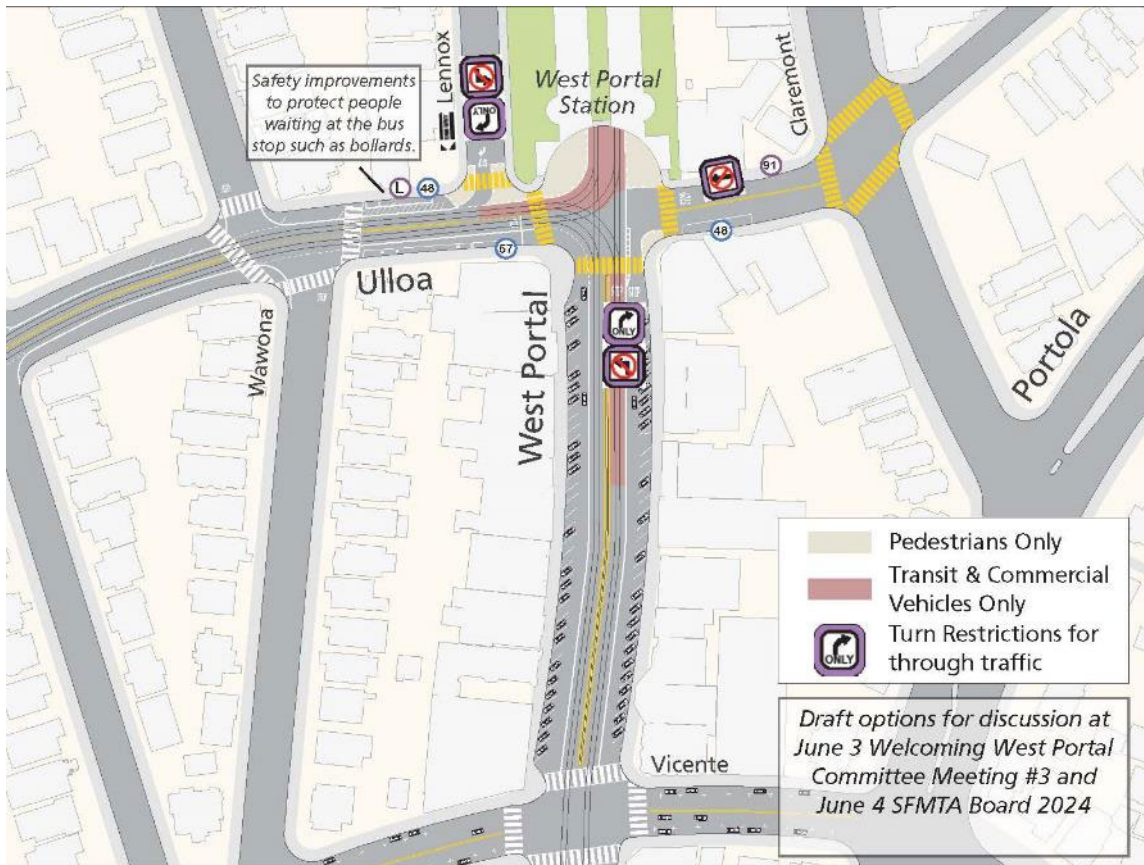 Safety improvements
to protect people
waiting at the bus
stop such as bollards.
Lennox
ONLY
West Portal
Station
Claremont
91
L
48
48
57
Ulloa
Wawona
West Portal
ONLY
Portola
Pedestrians Only
Transit & Commercial
Vehicles Only
ONLY
Turn Restrictions for
through traffic
Vicente
Draft options for discussion at
June 3 Welcoming West Portal
Committee Meeting #3 and
June 4 SFMTA Board 2024